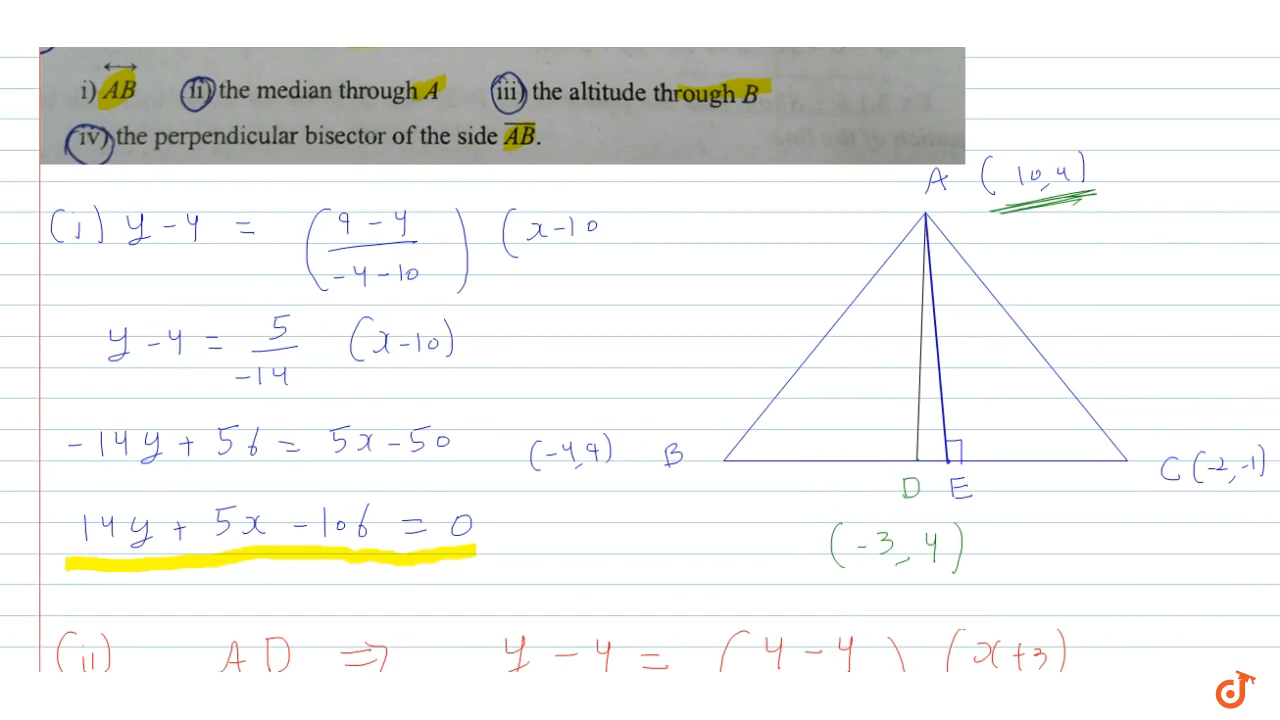 i) AB ii) the median through A iii) the altitude through B
iv) the perpendicular bisector of the side AB.
A (10,4)
(i) y-4 = (9-4/-4-10) (x-10
y-4 = 5/-14 (x-10)
-14y + 56 = 5x-50
(-4,9) B
C (-2,-1)
D E
14y + 5x - 106 = 0
(-3, 4)
(ii) AD ⇒ y - 4 = (4-4) (x+3)